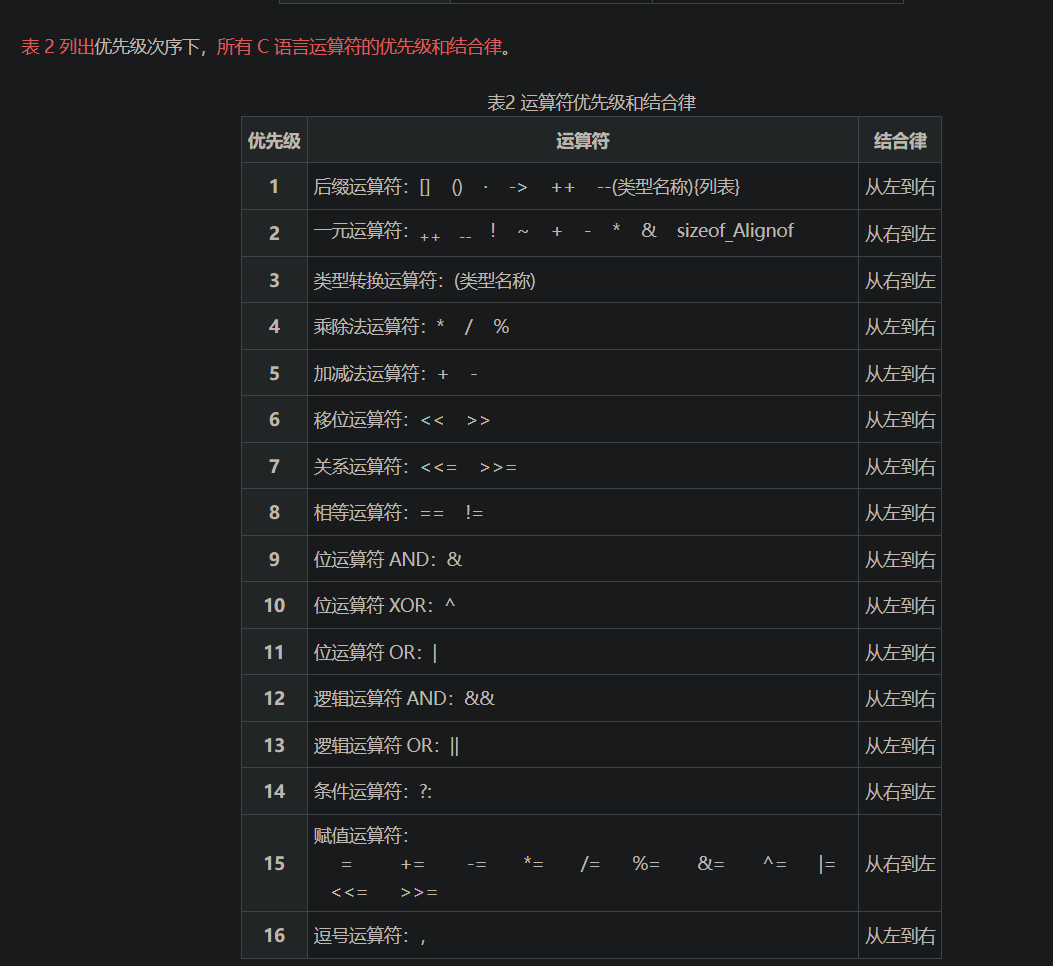 表 2 列出优先级次序下，所有 C 语言运算符的优先级和结合律。
表2 运算符优先级和结合律
优先级 运算符 结合律
1 后缀运算符：[] () · -> ++ --(类型名称){列表} 从左到右
2 一元运算符：++ -- ! ~ + - * & sizeof_Alignof 从右到左
3 类型转换运算符：(类型名称) 从右到左
4 乘除法运算符：* / % 从左到右
5 加减法运算符：+ - 从左到右
6 移位运算符：<< >> 从左到右
7 关系运算符：<<= >>= 从左到右
8 相等运算符：== != 从左到右
9 位运算符 AND：& 从左到右
10 位运算符 XOR：^ 从左到右
11 位运算符 OR：| 从左到右
12 逻辑运算符 AND：&& 从左到右
13 逻辑运算符 OR：|| 从左到右
14 条件运算符：?: 从右到左
赋值运算符：
15 = += -= *= /= %= &= ^= |= 从右到左
<<= >>=
16 逗号运算符：, 从左到右